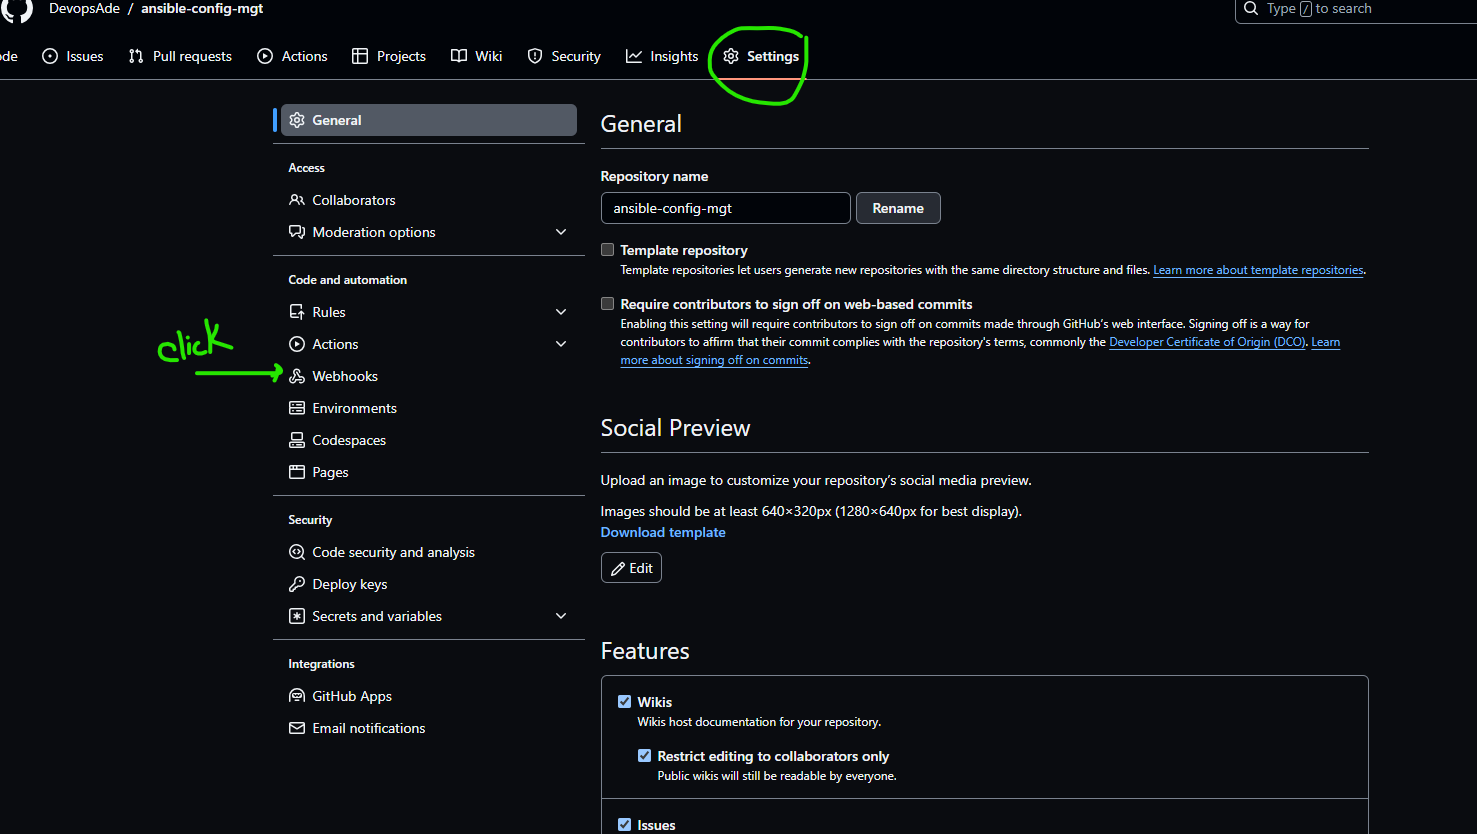 DevopsAde / ansible-config-mgt
Type / to search
ode Issues Pull requests Actions Projects Wiki Security Insights Settings
General
Access
Collaborators
Moderation options
Code and automation
Rules
Actions
click
Webhooks
Environments
Codespaces
Pages
Security
Code security and analysis
Deploy keys
Secrets and variables
Integrations
GitHub Apps
Email notifications
General
Repository name
ansible-config-mgt Rename
Template repository
Template repositories let users generate new repositories with the same directory structure and files. Learn more about template repositories.
Require contributors to sign off on web-based commits
Enabling this setting will require contributors to sign off on commits made through GitHub’s web interface. Signing off is a way for
contributors to affirm that their commit complies with the repository's terms, commonly the Developer Certificate of Origin (DCO). Learn
more about signing off on commits.
Social Preview
Upload an image to customize your repository’s social media preview.
Images should be at least 640×320px (1280×640px for best display).
Download template
Edit
Features
Wikis
Wikis host documentation for your repository.
Restrict editing to collaborators only
Public wikis will still be readable by everyone.
Issues